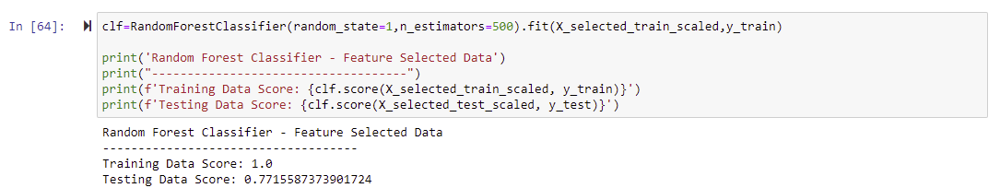 In [64]:
clf=RandomForestClassifier(random_state=1,n_estimators=500).fit(X_selected_train_scaled,y_train)
print('Random Forest Classifier - Feature Selected Data')
print("------------------------------------")
print(f'Training Data Score: {clf.score(X_selected_train_scaled, y_train)}')
print(f'Testing Data Score: {clf.score(X_selected_test_scaled, y_test)}')
Random Forest Classifier - Feature Selected Data
------------------------------------
Training Data Score: 1.0
Testing Data Score: 0.7715587373901724